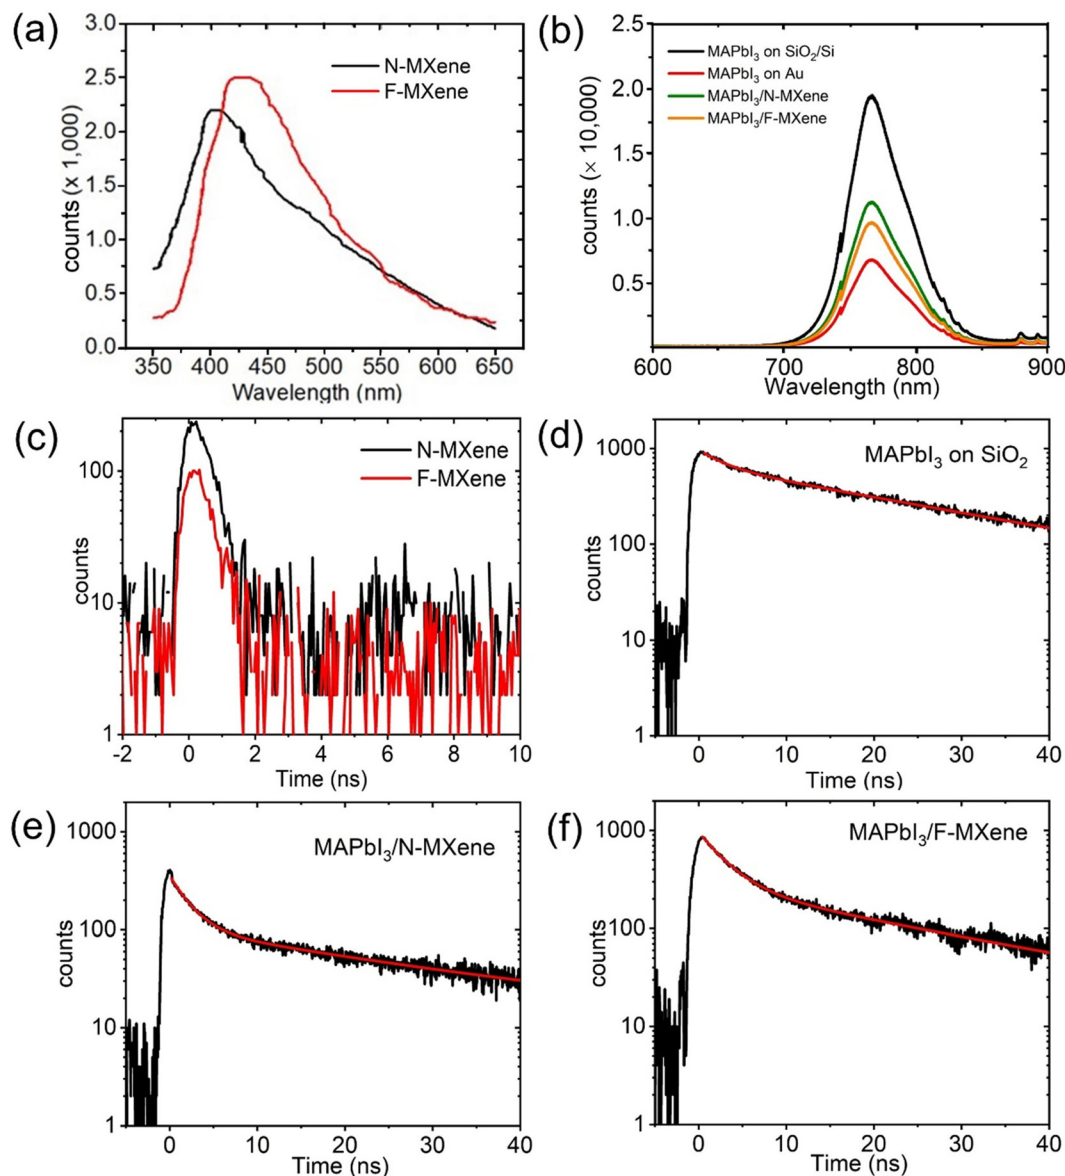 (a)
3.0
2.5
2.0
1.5
1.0
0.5
0.0
counts (x 1,000)
N-MXene
F-MXene
350 400 450 500 550 600 650
Wavelength (nm)
(b)
2.5
2.0
1.5
1.0
0.5
counts (× 10,000)
MAPbI₃ on SiO₂/Si
MAPbI₃ on Au
MAPbI₃/N-MXene
MAPbI₃/F-MXene
600 700 800 900
Wavelength (nm)
(c)
100
10
1
counts
N-MXene
F-MXene
-2 0 2 4 6 8 10
Time (ns)
(d)
1000
100
10
1
counts
MAPbI₃ on SiO₂
0 10 20 30 40
Time (ns)
(e)
1000
100
10
1
counts
MAPbI₃/N-MXene
0 10 20 30 40
Time (ns)
(f)
1000
100
10
1
counts
MAPbI₃/F-MXene
0 10 20 30 40
Time (ns)